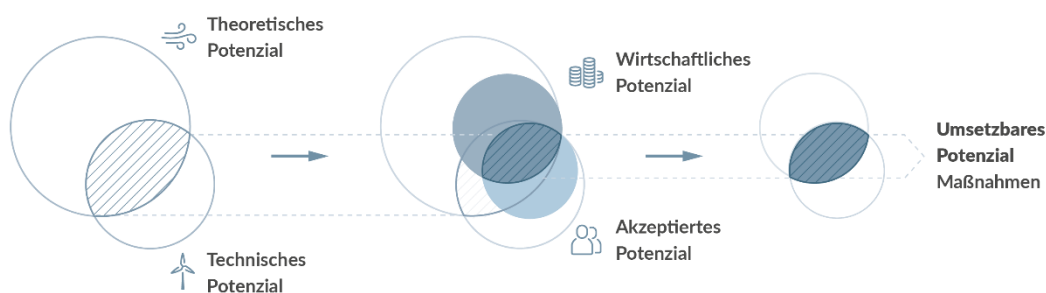 Theoretisches
Potenzial
Technisches
Potenzial
Wirtschaftliches
Potenzial
Akzeptiertes
Potenzial
Umsetzbares
Potenzial
Maßnahmen